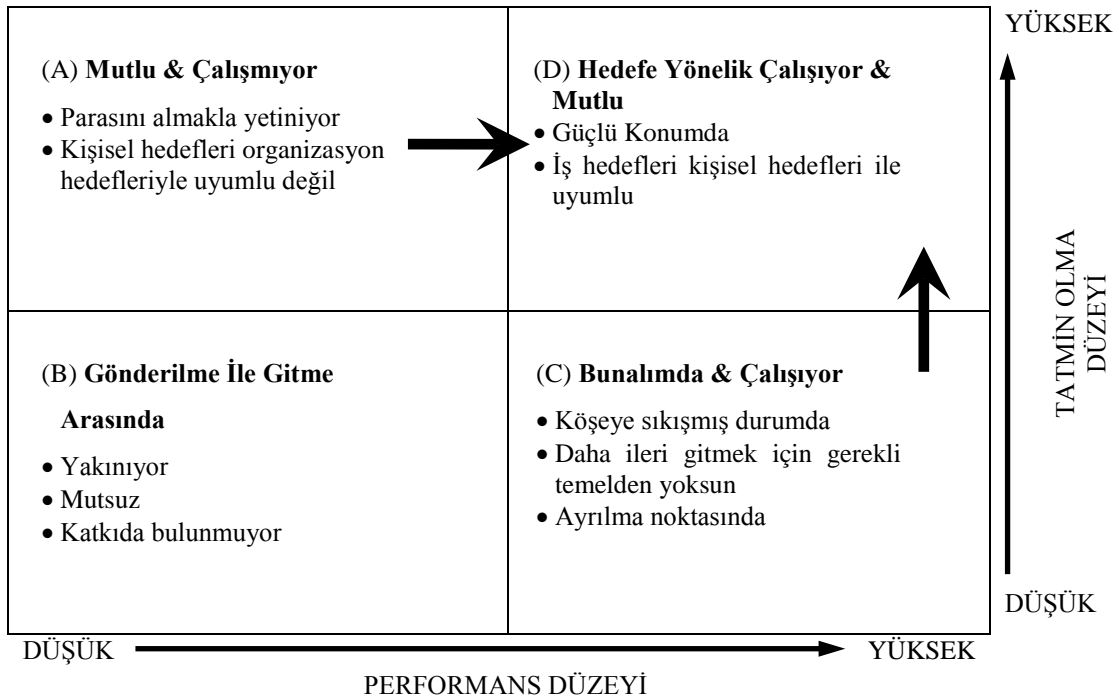 (A) Mutlu & Çalışmıyor
• Parasını almakla yetiniyor
• Kişisel hedefleri organizasyon
hedefleriyle uyumlu değil
(D) Hedefe Yönelik Çalışıyor &
Mutlu
• Güçlü Konumda
• İş hedefleri kişisel hedefleri ile
uyumlu
(B) Gönderilme İle Gitme
Arasında
• Yakınıyor
• Mutsuz
• Katkıda bulunmuyor
(C) Bunalımda & Çalışıyor
• Köşeye sıkışmış durumda
• Daha ileri gitmek için gerekli
temelden yoksun
• Ayrılma noktasında
YÜKSEK
TATMİN OLMA
DÜZEYİ
DÜŞÜK
DÜŞÜK
YÜKSEK
PERFORMANS DÜZEYİ